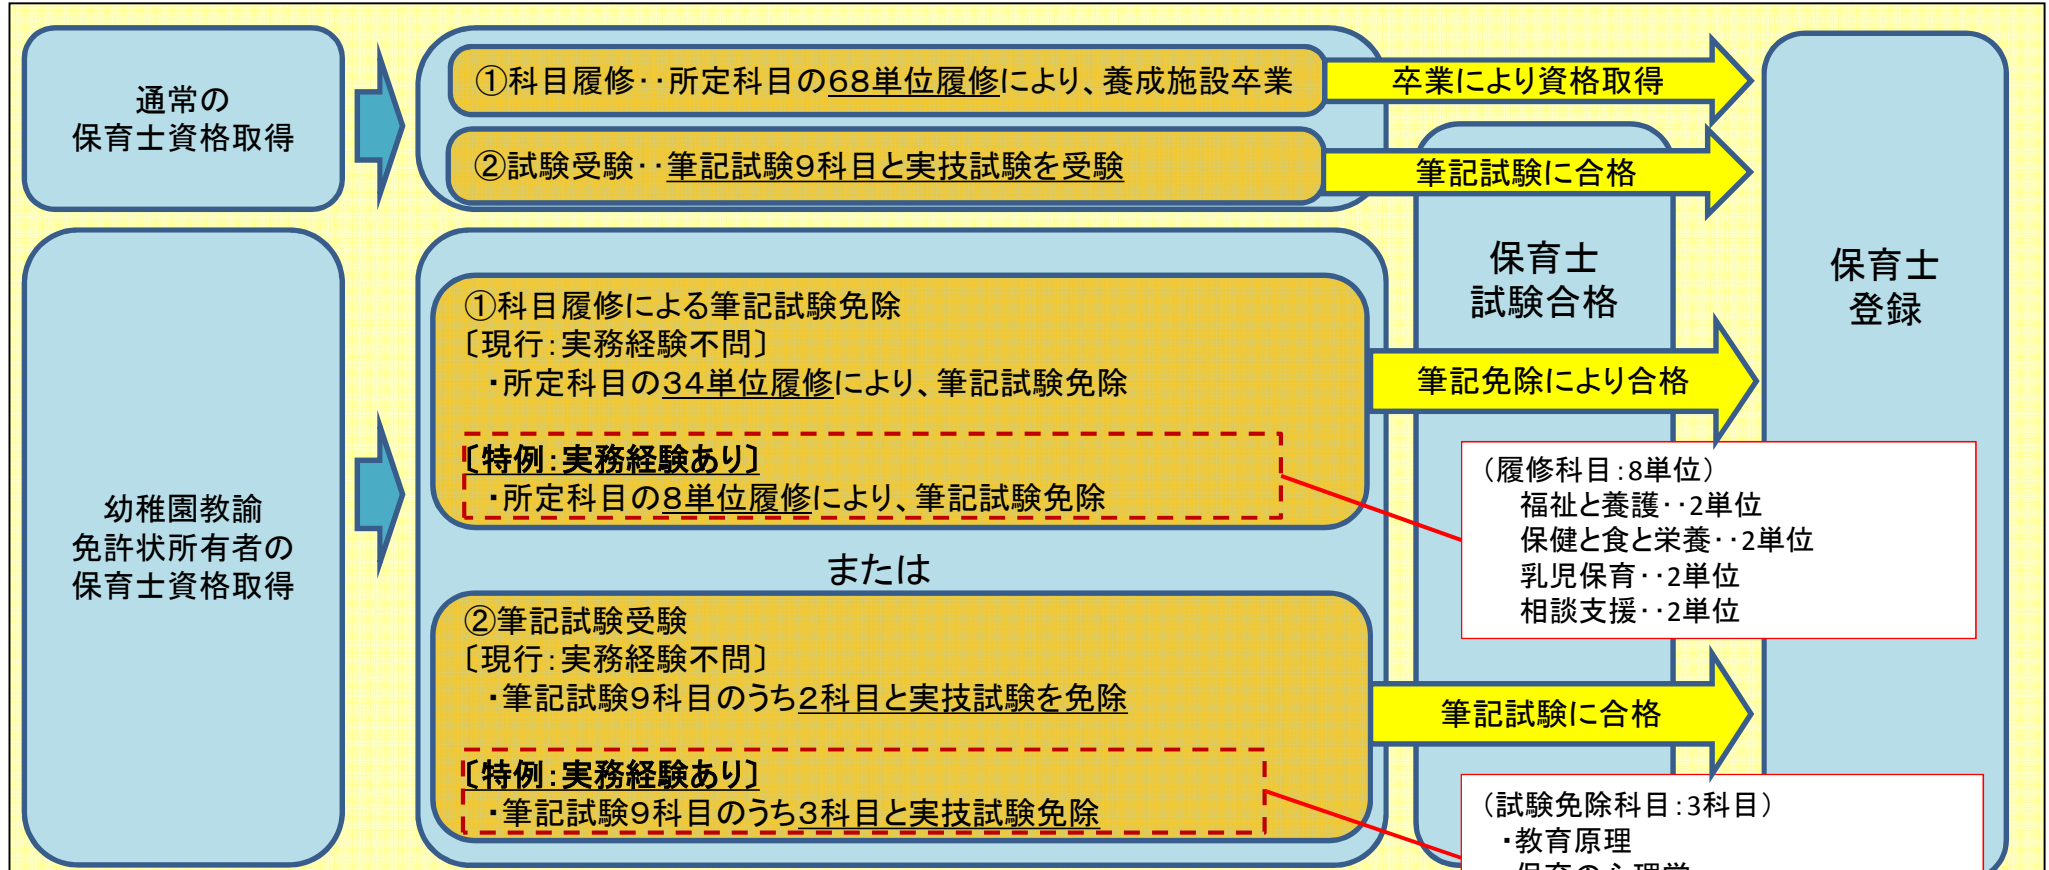 通常の
保育士資格取得
①科目履修‥所定科目の68単位履修により、養成施設卒業
卒業により資格取得
②試験受験‥筆記試験9科目と実技試験を受験
筆記試験に合格
保育士
試験合格
保育士
登録
幼稚園教諭
免許状所有者の
保育士資格取得
①科目履修による筆記試験免除
〔現行:実務経験不問〕
・所定科目の34単位履修により、筆記試験免除
〔特例:実務経験あり〕
・所定科目の8単位履修により、筆記試験免除
筆記免除により合格
(履修科目:8単位)
福祉と養護‥2単位
保健と食と栄養‥2単位
乳児保育‥2単位
相談支援‥2単位
または
②筆記試験受験
〔現行:実務経験不問〕
・筆記試験9科目のうち2科目と実技試験を免除
〔特例:実務経験あり〕
・筆記試験9科目のうち3科目と実技試験免除
筆記試験に合格
(試験免除科目:3科目)
・教育原理